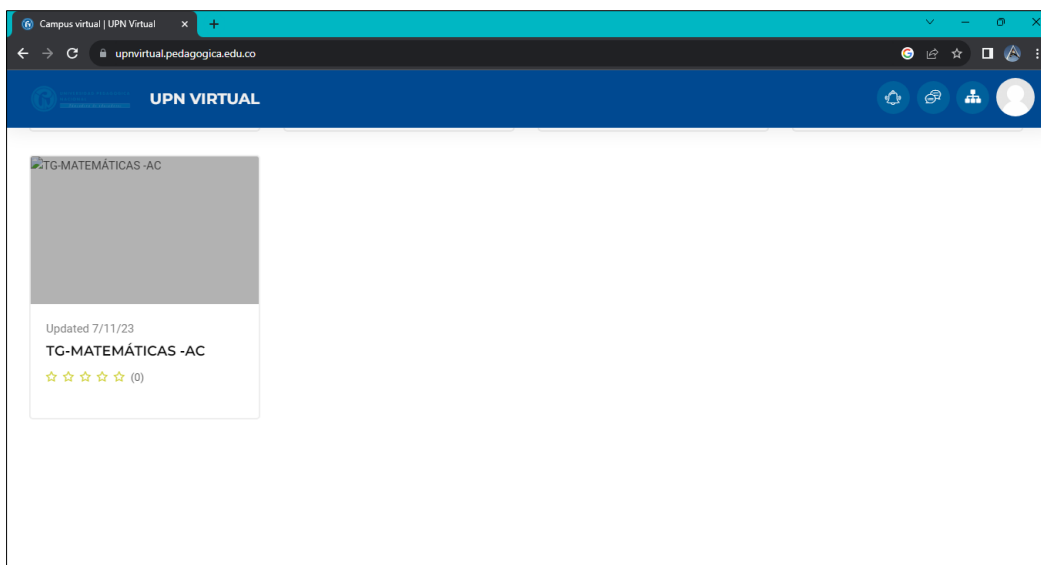 Campus virtual | UPN Virtual
upnvirtual.pedagogica.edu.co
UPN VIRTUAL
TG-MATEMÁTICAS -AC
Updated 7/11/23
TG-MATEMÁTICAS -AC
(0)